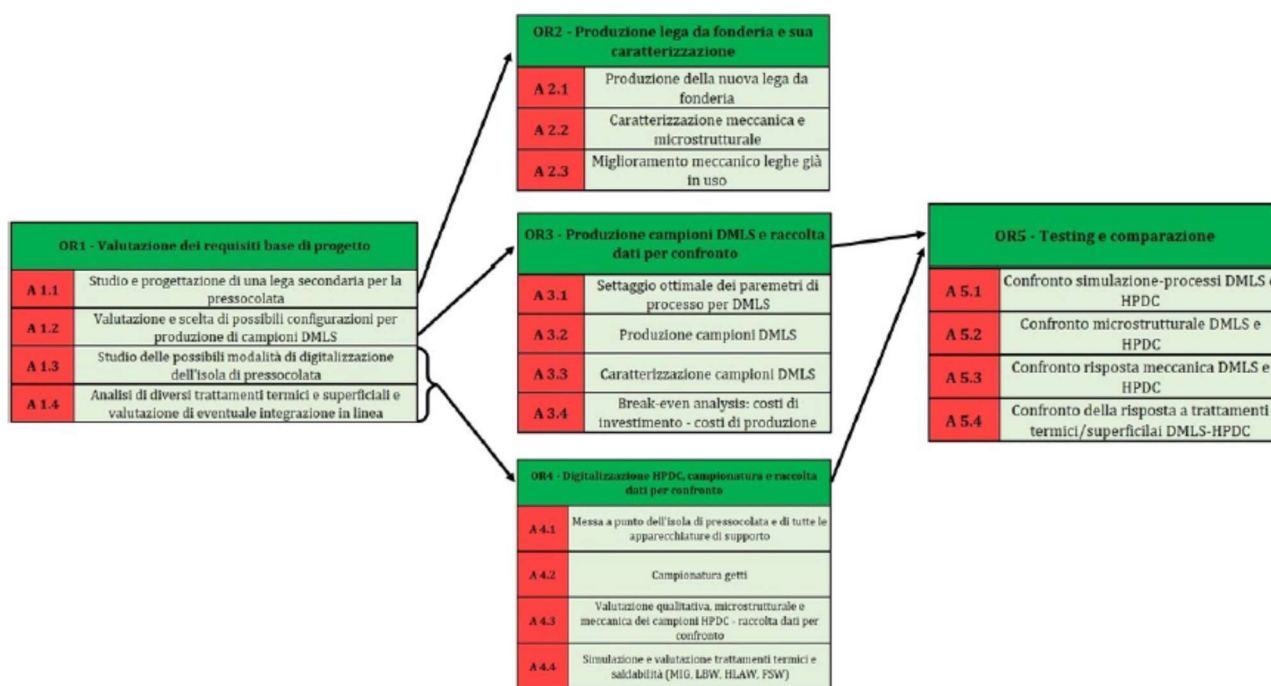 OR1 - Valutazione dei requisiti base di progetto
A 1.1
Studio e progettazione di una lega secondaria per la
pressocolata
A 1.2
Valutazione e scelta di possibili configurazioni per
produzione di campioni DMLS
A 1.3
Studio delle possibili modalità di digitalizzazione
dell'isola di pressocolata
A 1.4
Analisi di diversi trattamenti termici e superficiali e
valutazione di eventuale integrazione in linea
OR2 - Produzione lega da fonderia e sua
caratterizzazione
A 2.1
Produzione della nuova lega da
fonderia
A 2.2
Caratterizzazione meccanica e
microstrutturale
A 2.3
Miglioramento meccanico leghe già
in uso
OR3 - Produzione campioni DMLS e raccolta
dati per confronto
A 3.1
Settaggio ottimale dei paremetri di
processo per DMLS
A 3.2
Produzione campioni DMLS
A 3.3
Caratterizzazione campioni DMLS
A 3.4
Break-even analysis: costi di
investimento - costi di produzione
OR4 - Digitalizzazione HPDC, campionatura e raccolta
dati per confronto
A 4.1
Messa a punto dell'isola di pressocolata e di tutte le
apparecchiature di supporto
A 4.2
Campionatura getti
A 4.3
Valutazione qualitativa, microstrutturale e
meccanica dei campioni HPDC - raccolta dati per
confronto
A 4.4
Simulazione e valutazione trattamenti termici e
saldabilità (MIG, LBW, HLAW, FSW)
OR5 - Testing e comparazione
A 5.1
Confronto simulazione-processi DMLS e
HPDC
A 5.2
Confronto microstrutturale DMLS e
HPDC
A 5.3
Confronto risposta meccanica DMLS e
HPDC
A 5.4
Confronto della risposta a trattamenti
termici/superficilai DMLS-HPDC